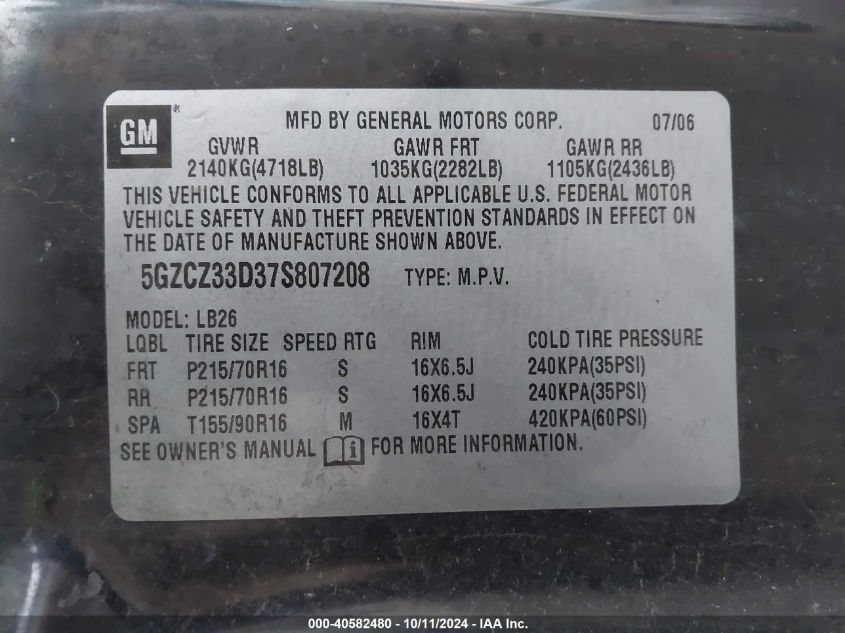 GM
MFD BY GENERAL MOTORS CORP. 07/06
GVWR GAWR FRT GAWR RR
2140KG(4718LB) 1035KG(2282LB) 1105KG(2436LB)
THIS VEHICLE CONFORMS TO ALL APPLICABLE U.S. FEDERAL MOTOR
VEHICLE SAFETY AND THEFT PREVENTION STANDARDS IN EFFECT ON
THE DATE OF MANUFACTURE SHOWN ABOVE.
5GZCZ33D37S807208 TYPE: M.P.V.
MODEL: LB26
LQBL TIRE SIZE SPEED RTG RIM COLD TIRE PRESSURE
FRT P215/70R16 S 16X6.5J 240KPA(35PSI)
RR P215/70R16 S 16X6.5J 240KPA(35PSI)
SPA T155/90R16 M 16X4T 420KPA(60PSI)
SEE OWNER'S MANUAL FOR MORE INFORMATION.
000-40582480 - 10/11/2024 - IAA Inc.